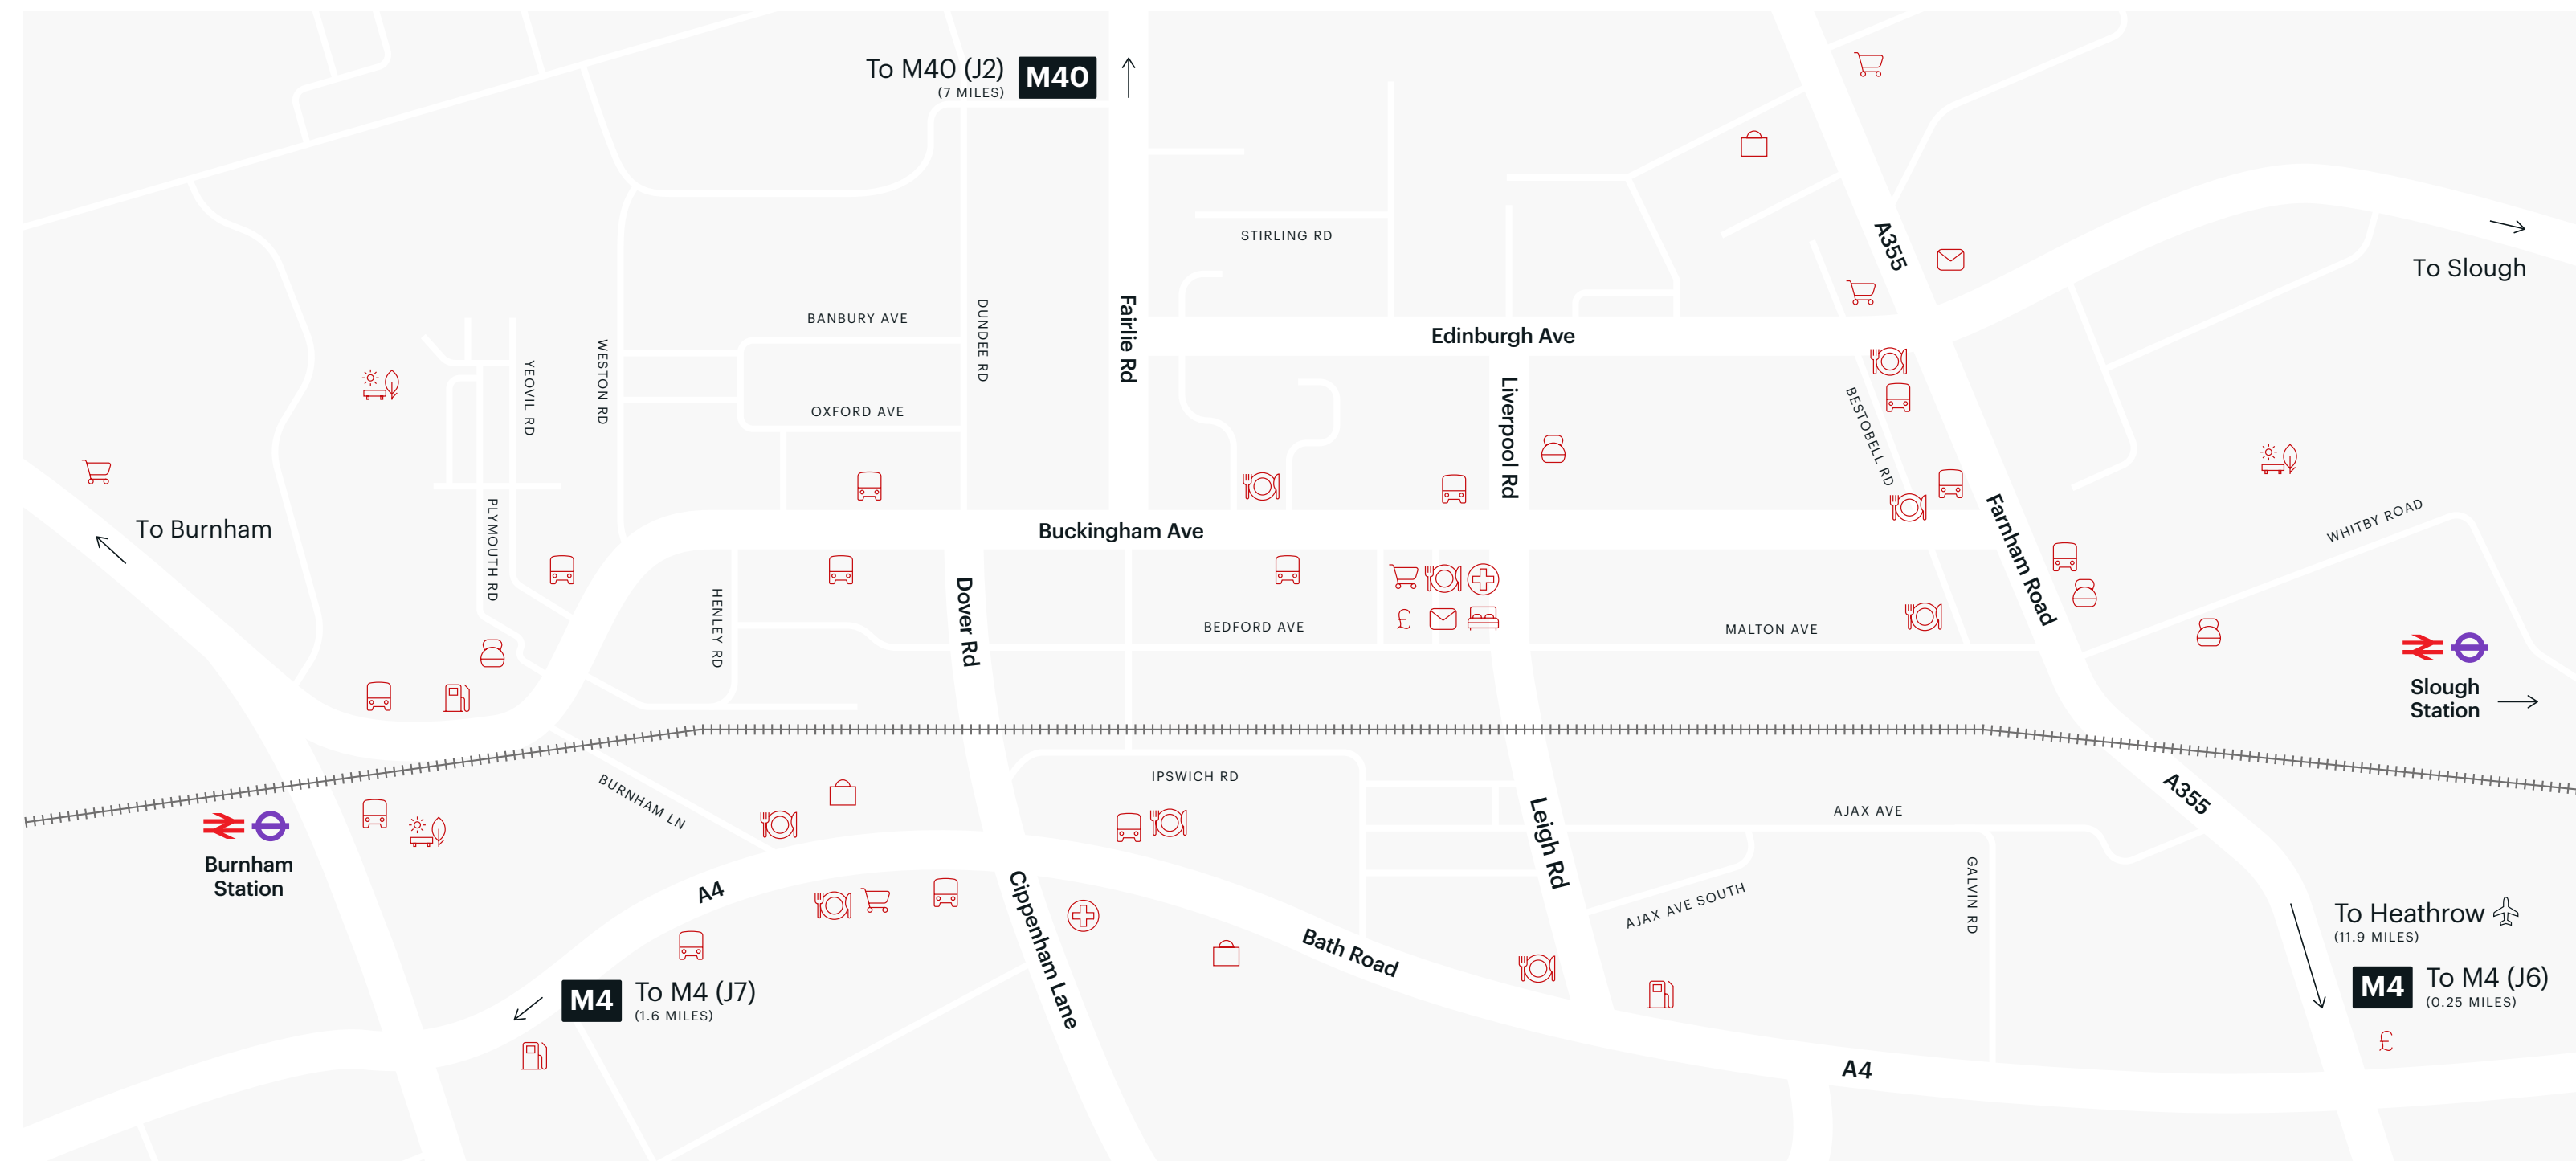 To M40 (J2)
(7 MILES)
M40
A355
To Slough
STIRLING RD
BANBURY AVE
DUNDEE RD
Fairlie Rd
Edinburgh Ave
YEOVIL RD
WESTON RD
OXFORD AVE
Liverpool Rd
BESTOBELL RD
To Burnham
PLYMOUTH RD
Buckingham Ave
Farnham Road
WHITBY ROAD
HENLEY RD
Dover Rd
BEDFORD AVE
£
MALTON AVE
Slough
Station
BURNHAM LN
IPSWICH RD
Leigh Rd
AJAX AVE
A355
Burnham
Station
A4
Cippenham Lane
Bath Road
AJAX AVE SOUTH
GALVIN RD
To Heathrow
(11.9 MILES)
M4
To M4 (J7)
(1.6 MILES)
M4
To M4 (J6)
(0.25 MILES)
£
A4